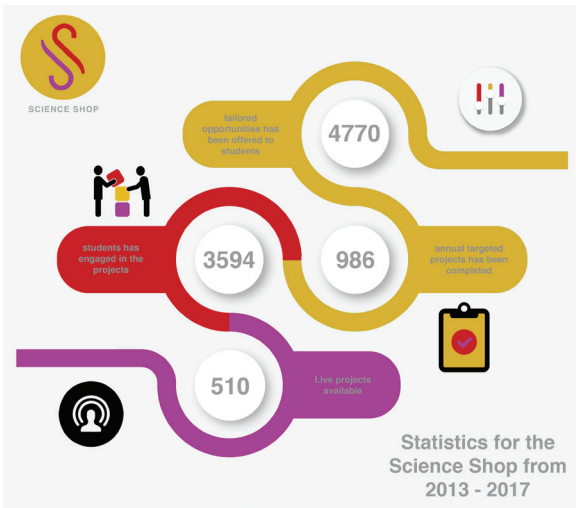 SCIENCE SHOP
tailored
opportunities has
been offered to
students
4770
students has
engaged in the
projects
3594
986
annual targeted
projects has been
completed
510
Live projects
available
Statistics for the
Science Shop from
2013 - 2017